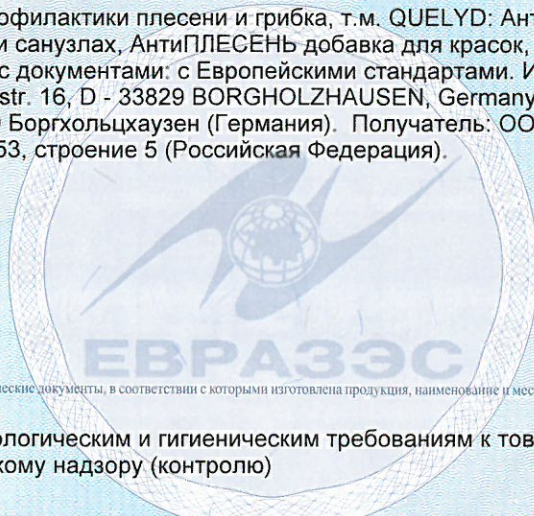 офилактики плесени и грибка, т.м. QUELYD: Ант
и санузлах, АнтиПЛЕСЕНЬ добавка для красок,
с документами: с Европейскими стандартами. И
str. 16, D - 33829 BORGHOLZHAUSEN, Germany
Боргхольцхаузен (Германия). Получатель: ОО
53, строение 5 (Российская Федерация).
ЕВРАЗЭС
ческие документы, в соответствии с которыми изготовлена продукция, наименование и мес
ологическим и гигиеническим требованиям к тов
кому надзору (контролю)